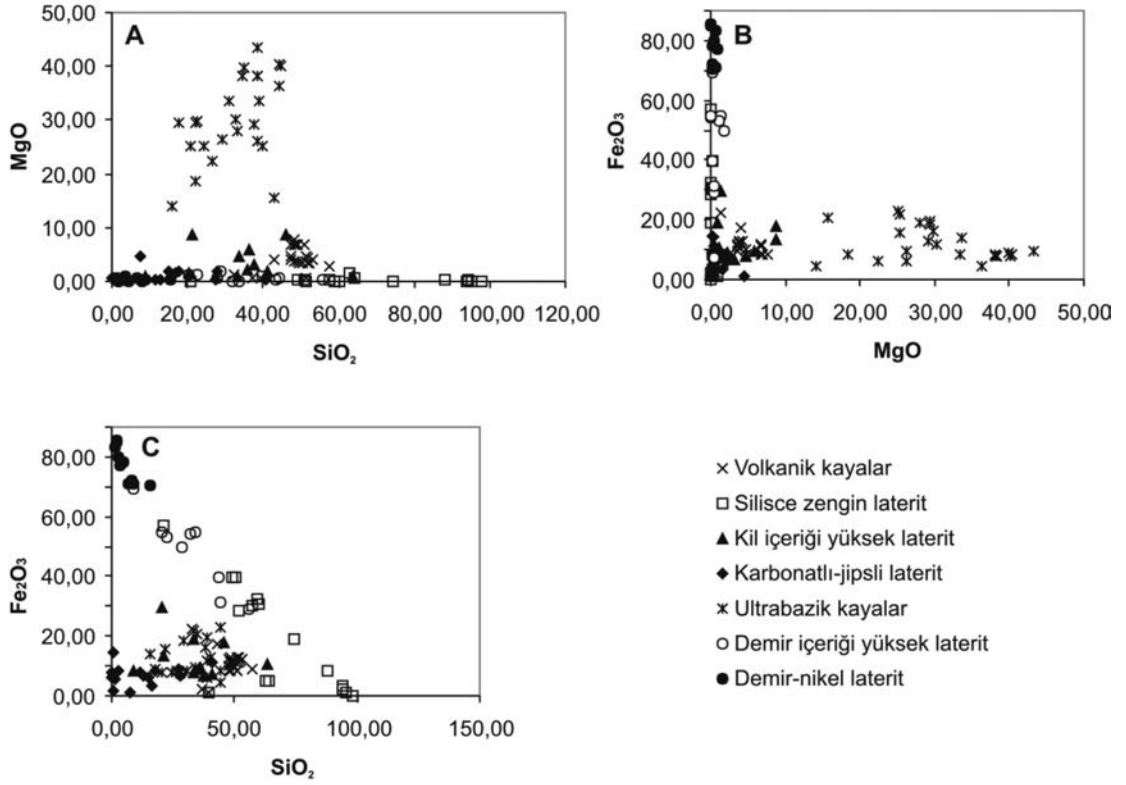 A
50,00
40,00
30,00
20,00
10,00
0,00
MgO
0,00 20,00 40,00 60,00 80,00 100,00 120,00
SiO₂
B
80,00
60,00
40,00
20,00
0,00
Fe₂O₃
0,00 10,00 20,00 30,00 40,00 50,00
MgO
C
80,00
60,00
40,00
20,00
0,00
Fe₂O₃
0,00 50,00 100,00 150,00
SiO₂
Volkanik kayalar
Silisce zengin laterit
Kil içeriği yüksek laterit
Karbonatlı-jipsli laterit
Ultrabazik kayalar
Demir içeriği yüksek laterit
Demir-nikel laterit